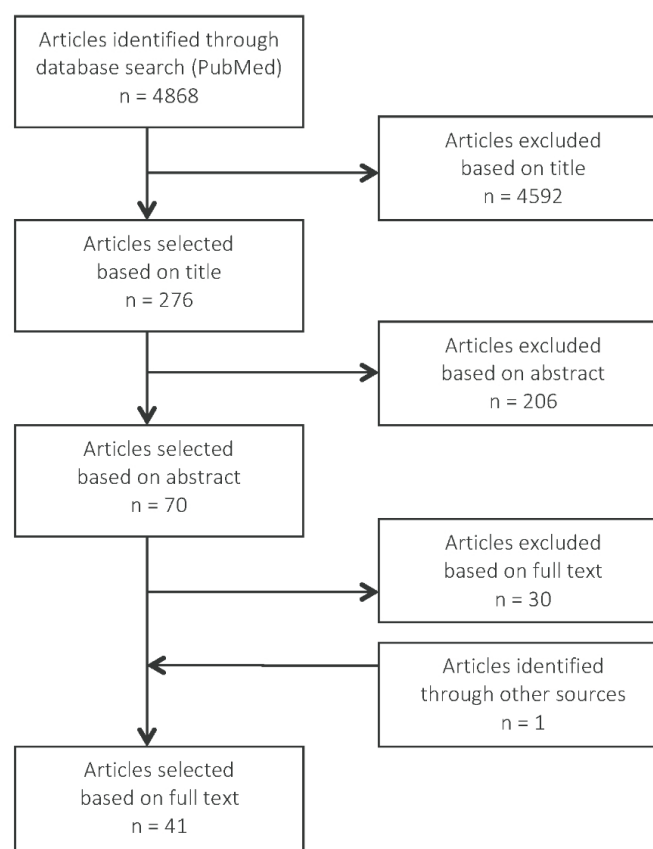 Articles identified through
database search (PubMed)
n = 4868
Articles excluded
based on title
n = 4592
Articles selected
based on title
n = 276
Articles excluded
based on abstract
n = 206
Articles selected
based on abstract
n = 70
Articles excluded
based on full text
n = 30
Articles identified
through other sources
n = 1
Articles selected
based on full text
n = 41